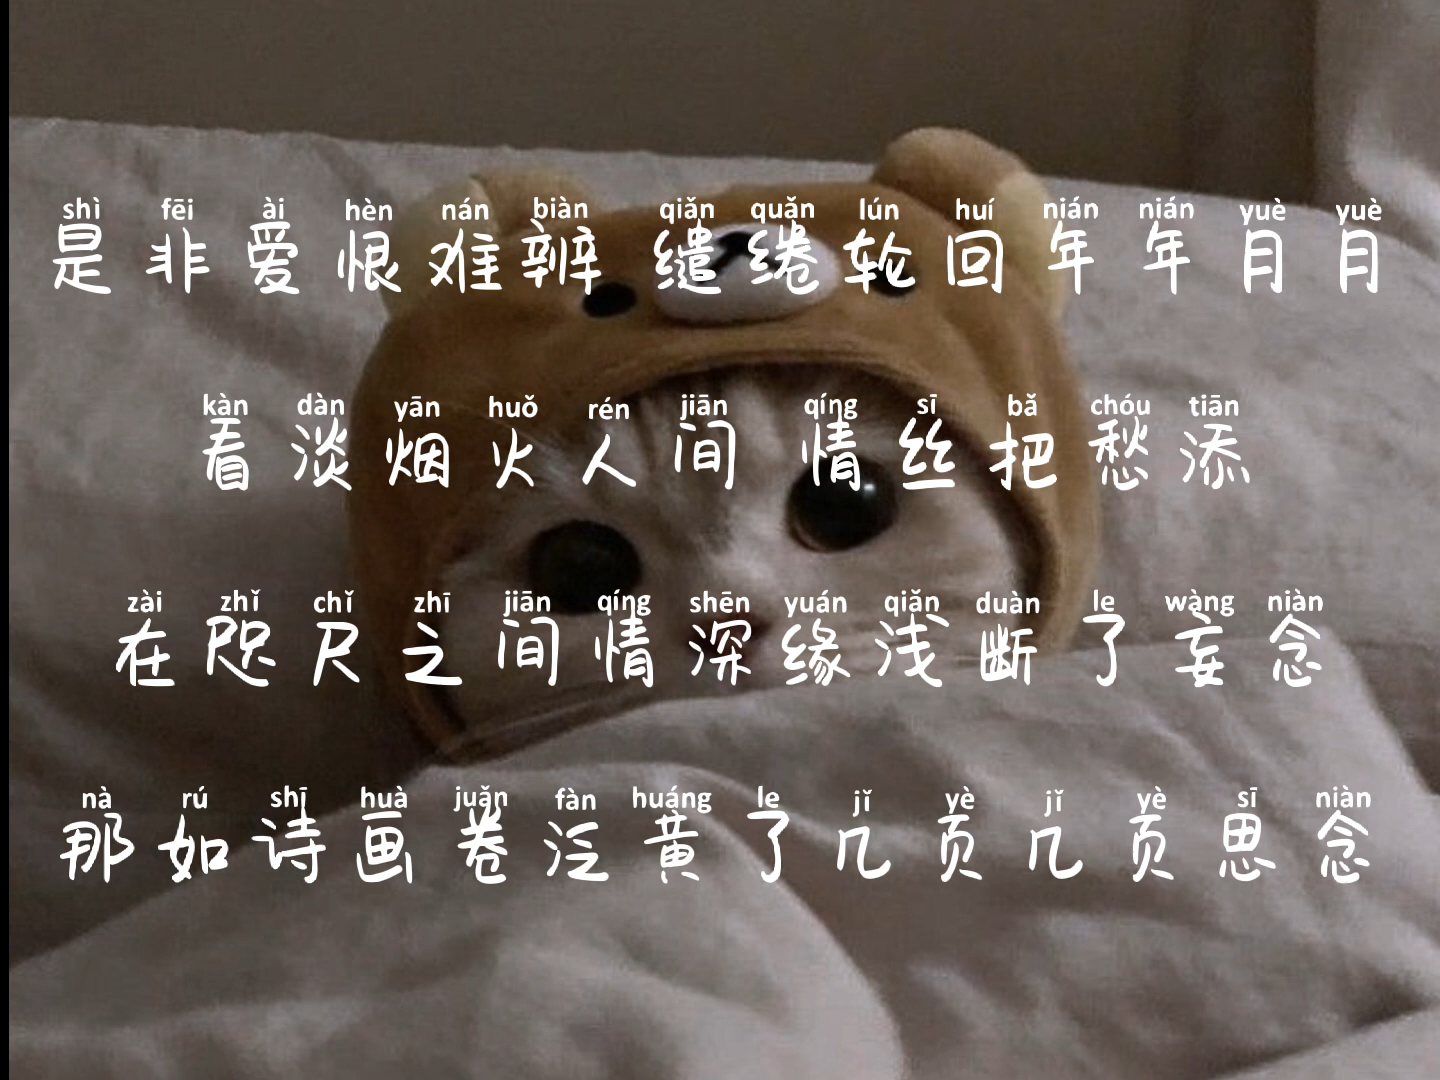 shì fēi ài hèn nán biàn qiǎn quǎn lún huí nián nián yuè yuè
是非爱恨难辨 缱绻轮回年年月月
kàn dàn yān huǒ rén jiān qíng sī bǎ chóu tiān
看淡烟火人间 情丝把愁添
zài zhǐ chǐ zhī jiān qíng shēn yuán qiǎn duàn le wàng niàn
在咫尺之间情深缘浅断了妄念
nà rú shī huà juǎn fàn huáng le jǐ yè jǐ yè sī niàn
那如诗画卷泛黄了几页几页思念